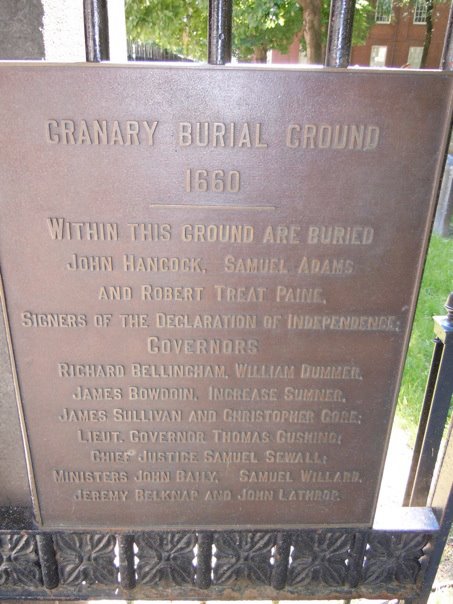 GRANARY BURIAL GROUND
1660
WITHIN THIS GROUND ARE BURIED
JOHN HANCOCK, SAMUEL ADAMS
AND ROBERT TREAT PAINE,
SIGNERS OF THE DECLARATION OF INDEPENDENCE;
GOVERNORS
RICHARD BELLINGHAM, WILLIAM DUMMER,
JAMES BOWDOIN, INCREASE SUMNER,
JAMES SULLIVAN AND CHRISTOPHER GORE;
LIEUT. GOVERNOR THOMAS CUSHING;
CHIEF JUSTICE SAMUEL SEWALL;
MINISTERS JOHN BAILY, SAMUEL WILLARD,
JEREMY BELKNAP AND JOHN LATHROP.